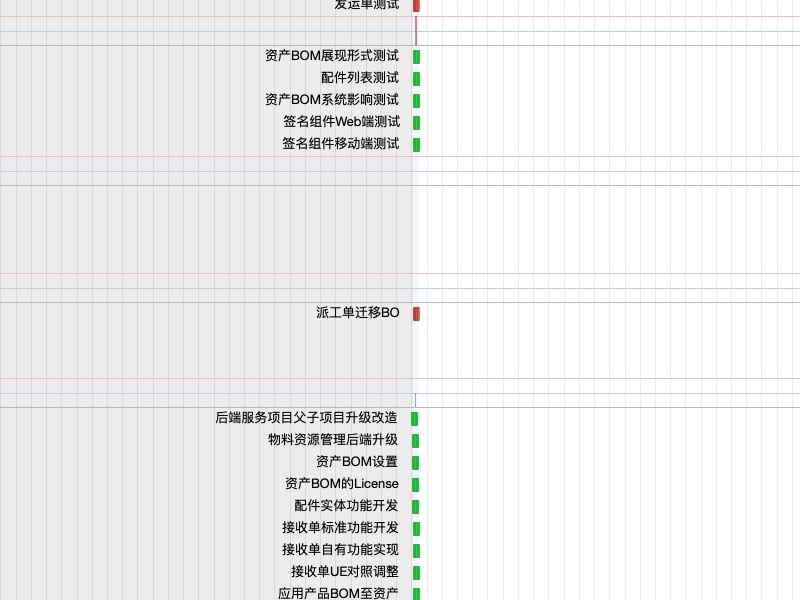 发运单测试
资产BOM展现形式测试
配件列表测试
资产BOM系统影响测试
签名组件Web端测试
签名组件移动端测试
派工单迁移BO
后端服务项目父子项目升级改造
物料资源管理后端升级
资产BOM设置
资产BOM的License
配件实体功能开发
接收单标准功能开发
接收单自有功能实现
接收单UE对照调整
应用产品BOM至资产